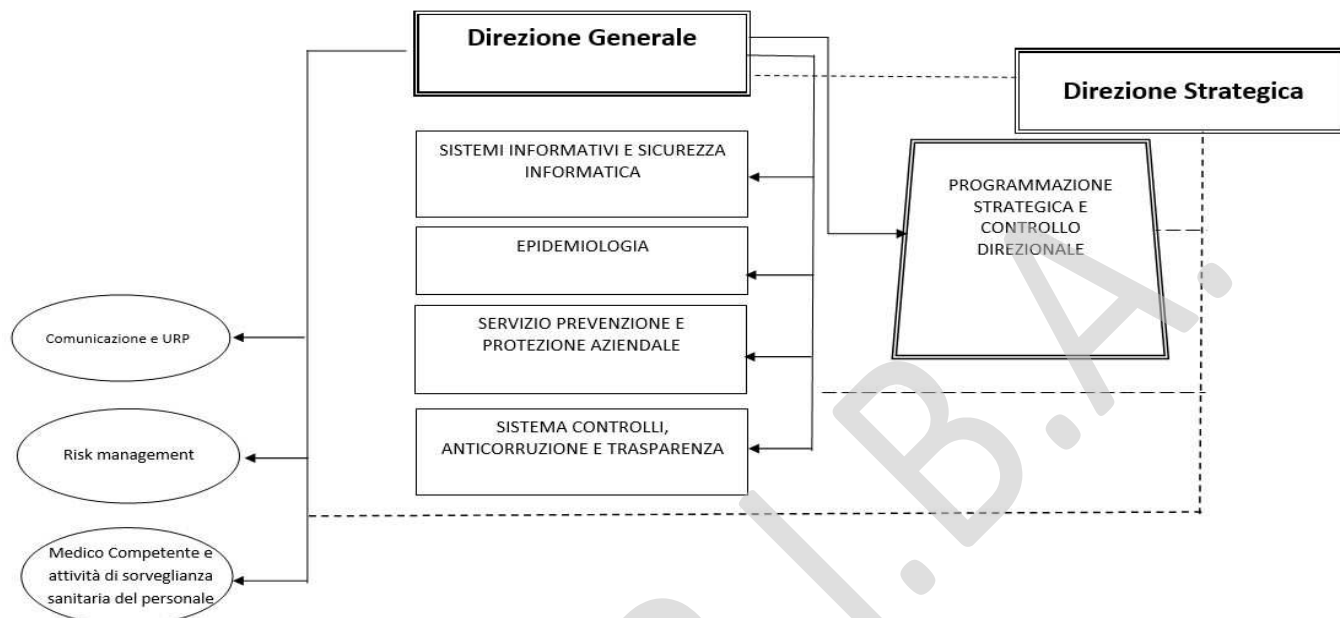 Direzione Generale
Direzione Strategica
SISTEMI INFORMATIVI E SICUREZZA
INFORMATICA
PROGRAMMAZIONE
STRATEGICA E
CONTROLLO
DIREZIONALE
EPIDEMIOLOGIA
SERVIZIO PREVENZIONE E
PROTEZIONE AZIENDALE
Comunicazione e URP
SISTEMA CONTROLLI,
ANTICORRUZIONE E TRASPARENZA
Risk management
Medico Competente e
attività di sorveglianza
sanitaria del personale
I.B.A.